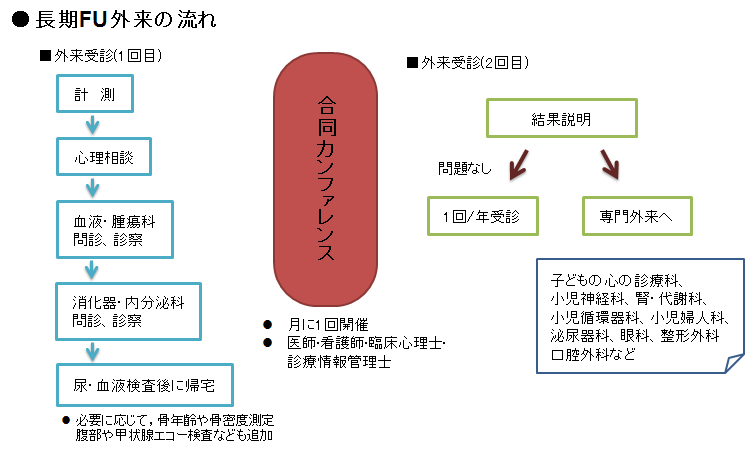 ● 長期FU外来の流れ
■ 外来受診(1回目)
計　測
心理相談
血液・腫瘍科
問診、診察
消化器・内分泌科
問診、診察
尿・血液検査後に帰宅
● 必要に応じて，骨年齢や骨密度測定
腹部や甲状腺エコー検査なども追加
合同カンファレンス
● 月に1回開催
● 医師・看護師・臨床心理士・
診療情報管理士
■ 外来受診(2回目)
結果説明
問題なし
1回/年受診
専門外来へ
子どもの心の診療科、
小児神経科、腎・代謝科、
小児循環器科、小児婦人科、
泌尿器科、眼科、整形外科
口腔外科など